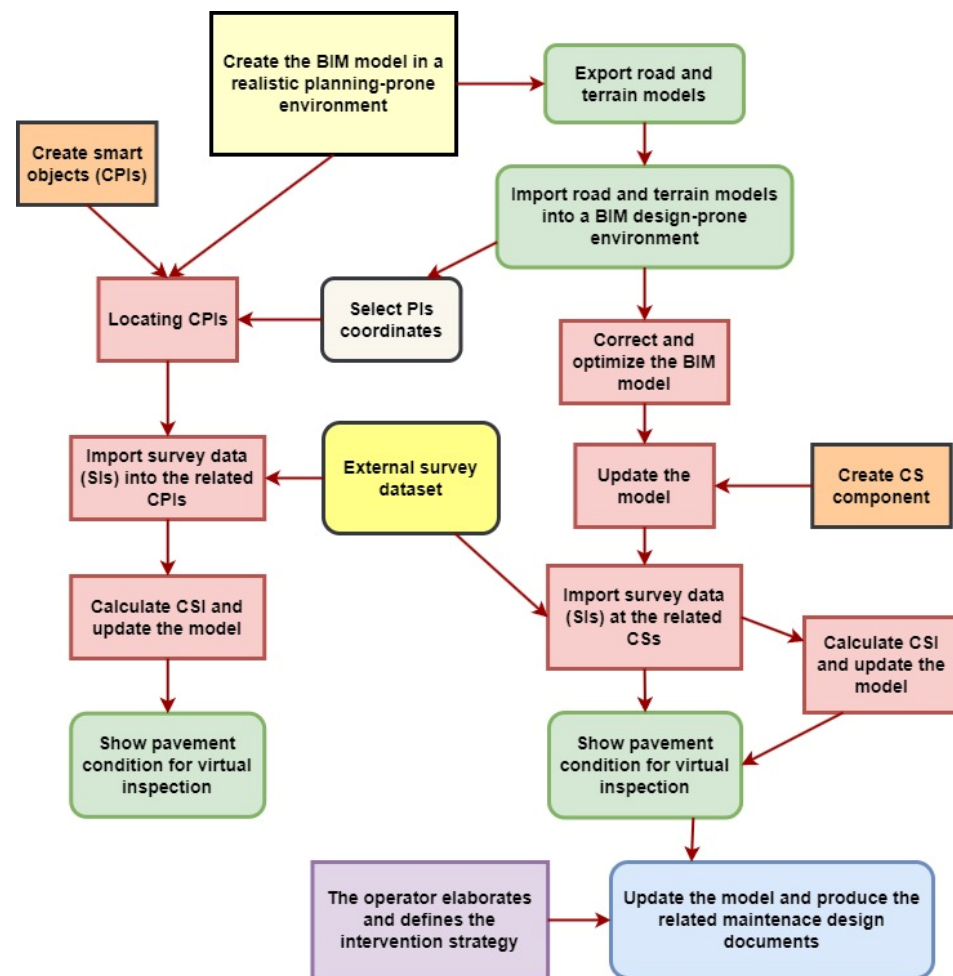 Create the BIM model in a
realistic planning-prone
environment
Export road and
terrain models
Create smart
objects (CPIs)
Import road and terrain models
into a BIM design-prone
environment
Locating CPIs
Select PIs
coordinates
Correct and
optimize the BIM
model
Import survey data
(SIs) into the related
CPIs
External survey
dataset
Update the
model
Create CS
component
Calculate CSI and
update the model
Import survey data
(SIs) at the related
CSs
Calculate CSI
and update the
model
Show pavement
condition for virtual
inspection
Show pavement
condition for virtual
inspection
The operator elaborates
and defines the
intervention strategy
Update the model and produce the
related maintenace design
documents